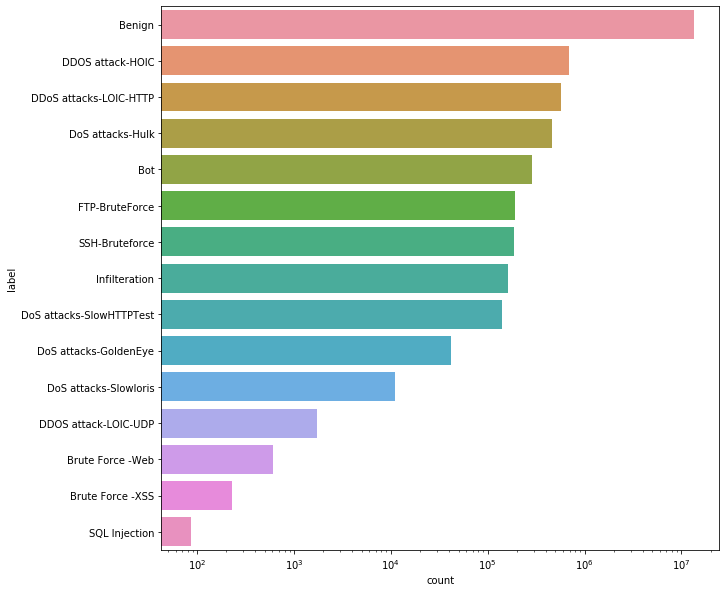 Benign
DDOS attack-HOIC
DDoS attacks-LOIC-HTTP
DoS attacks-Hulk
Bot
FTP-BruteForce
SSH-Bruteforce
Infilteration
DoS attacks-SlowHTTPTest
DoS attacks-GoldenEye
DoS attacks-Slowloris
DDOS attack-LOIC-UDP
Brute Force -Web
Brute Force -XSS
SQL Injection
label
10² 10³ 10⁴ 10⁵ 10⁶ 10⁷
count